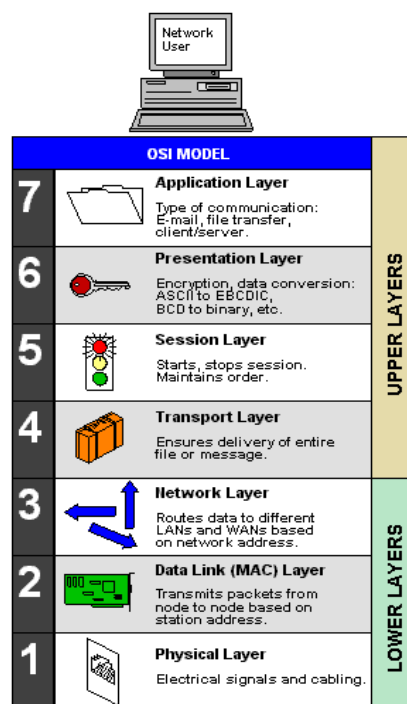 Network
User
OSI MODEL
7
Application Layer
Type of communication:
E-mail, file transfer,
client/server.
6
Presentation Layer
Encryption, data conversion:
ASCII to EBCDIC,
BCD to binary, etc.
5
Session Layer
Starts, stops session.
Maintains order.
4
Transport Layer
Ensures delivery of entire
file or message.
UPPER LAYERS
3
Network Layer
Routes data to different
LANs and WANs based
on network address.
2
Data Link (MAC) Layer
Transmits packets from
node to node based on
station address.
1
Physical Layer
Electrical signals and cabling.
LOWER LAYERS